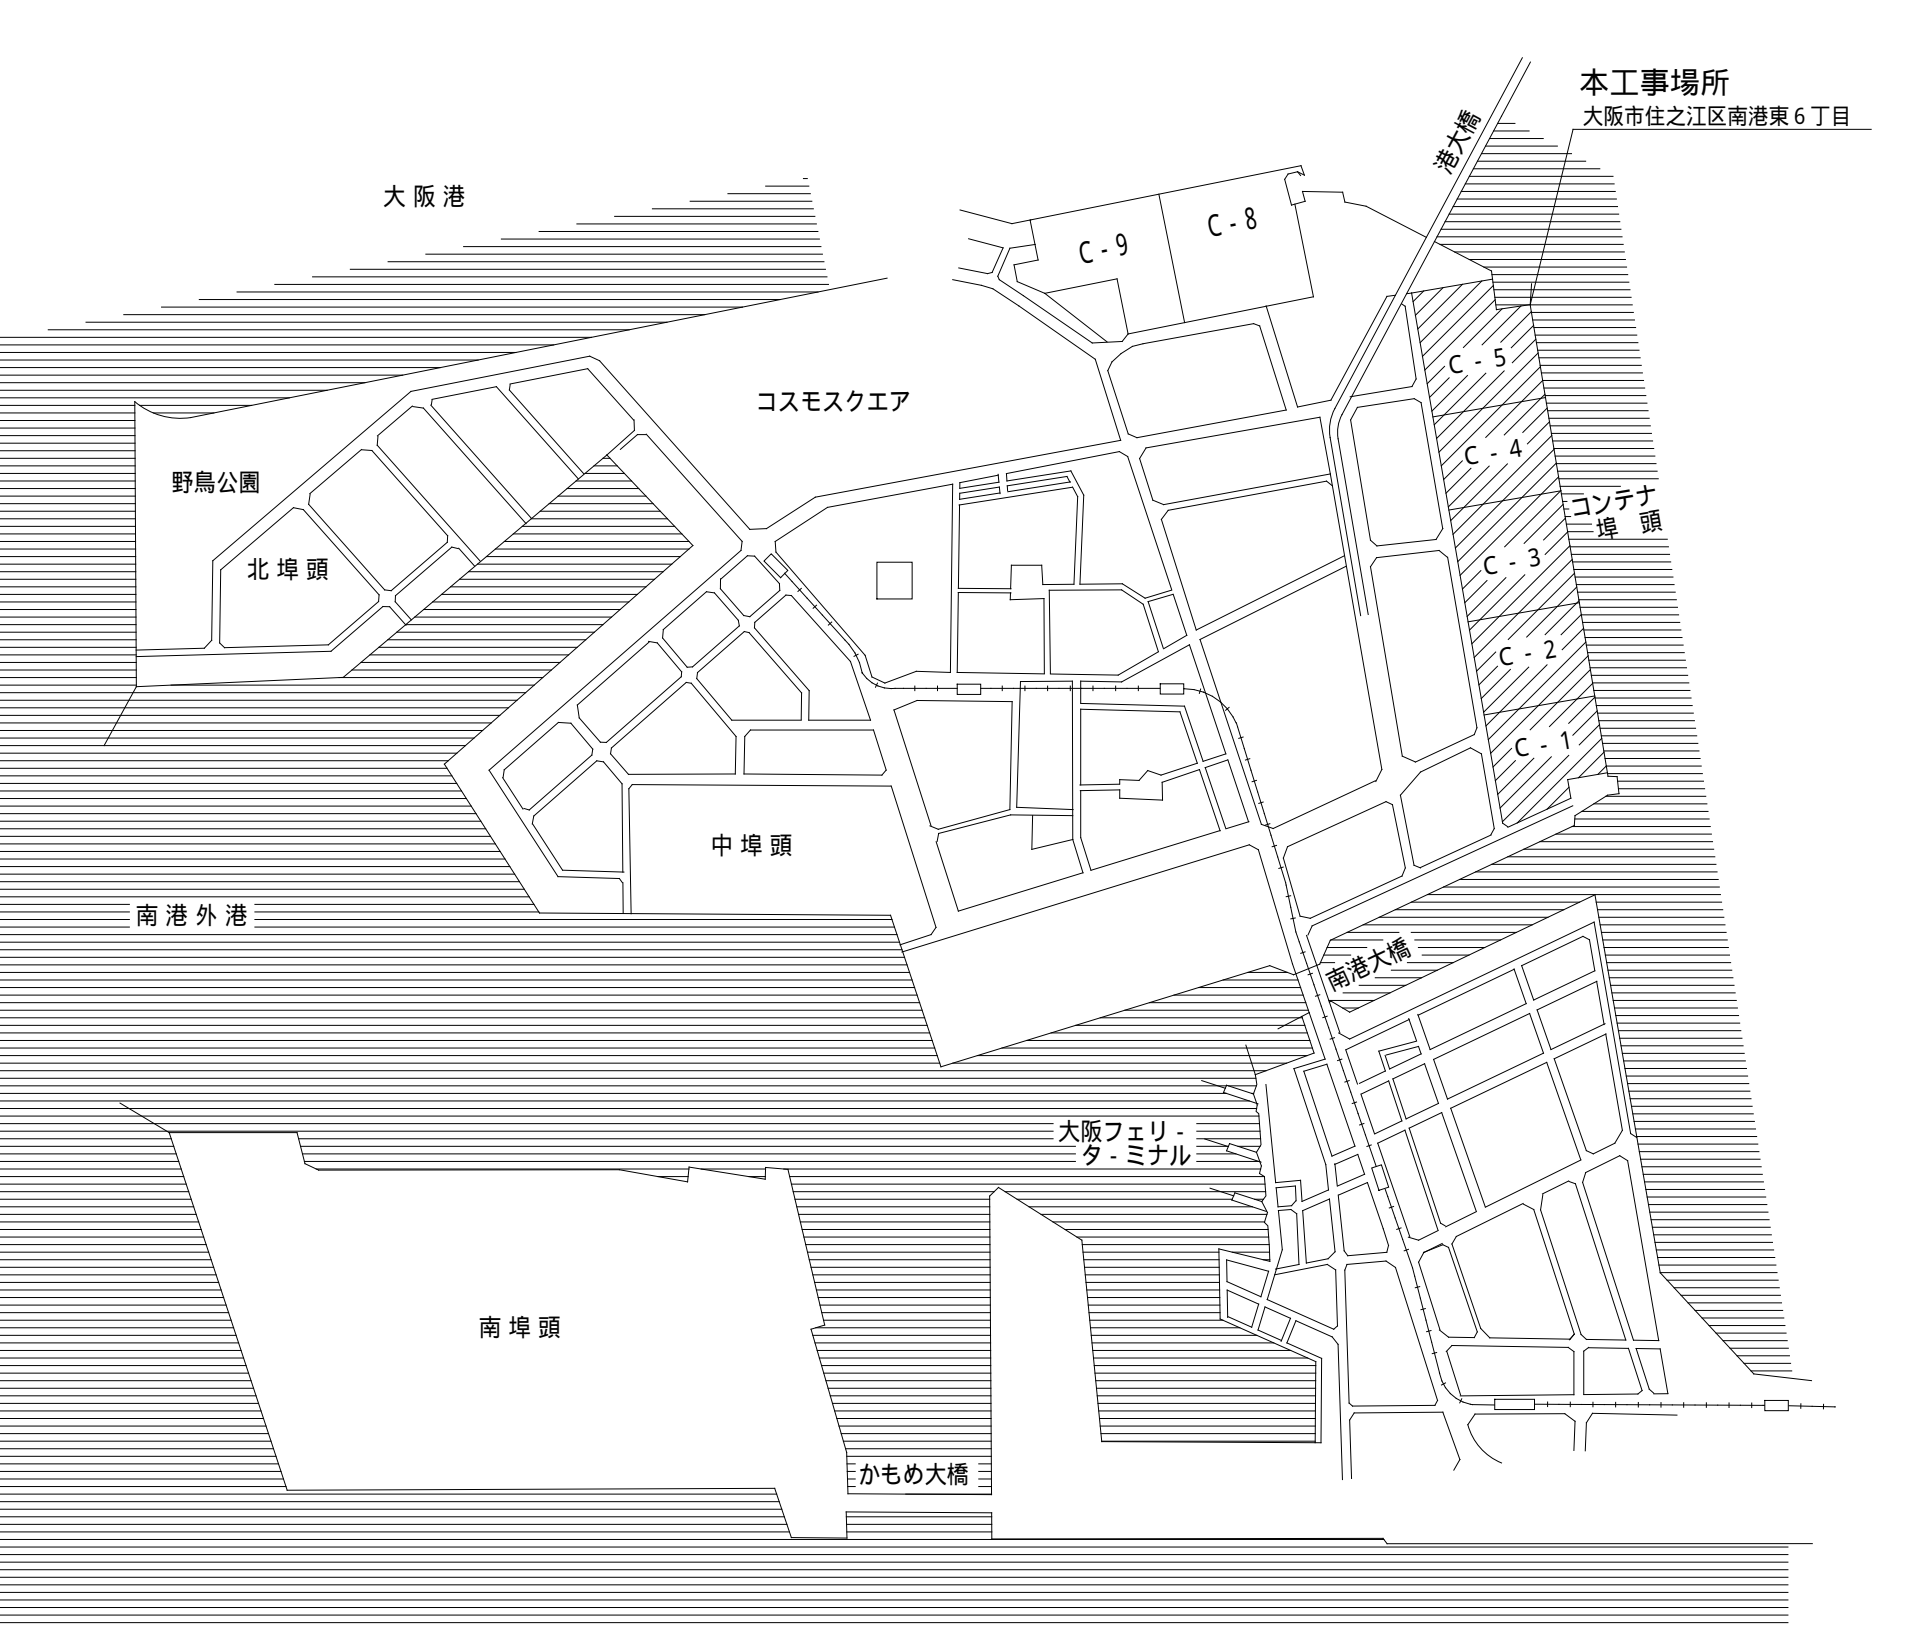 本工事場所
大阪市住之江区南港東６丁目
港大橋
大阪港
C-8
C-9
C-5
コスモスクエア
C-4
野鳥公園
コンテナ
埠頭
C-3
北埠頭
C-2
C-1
中埠頭
南港外港
南港大橋
大阪フェリ-
タ-ミナル
南埠頭
かもめ大橋